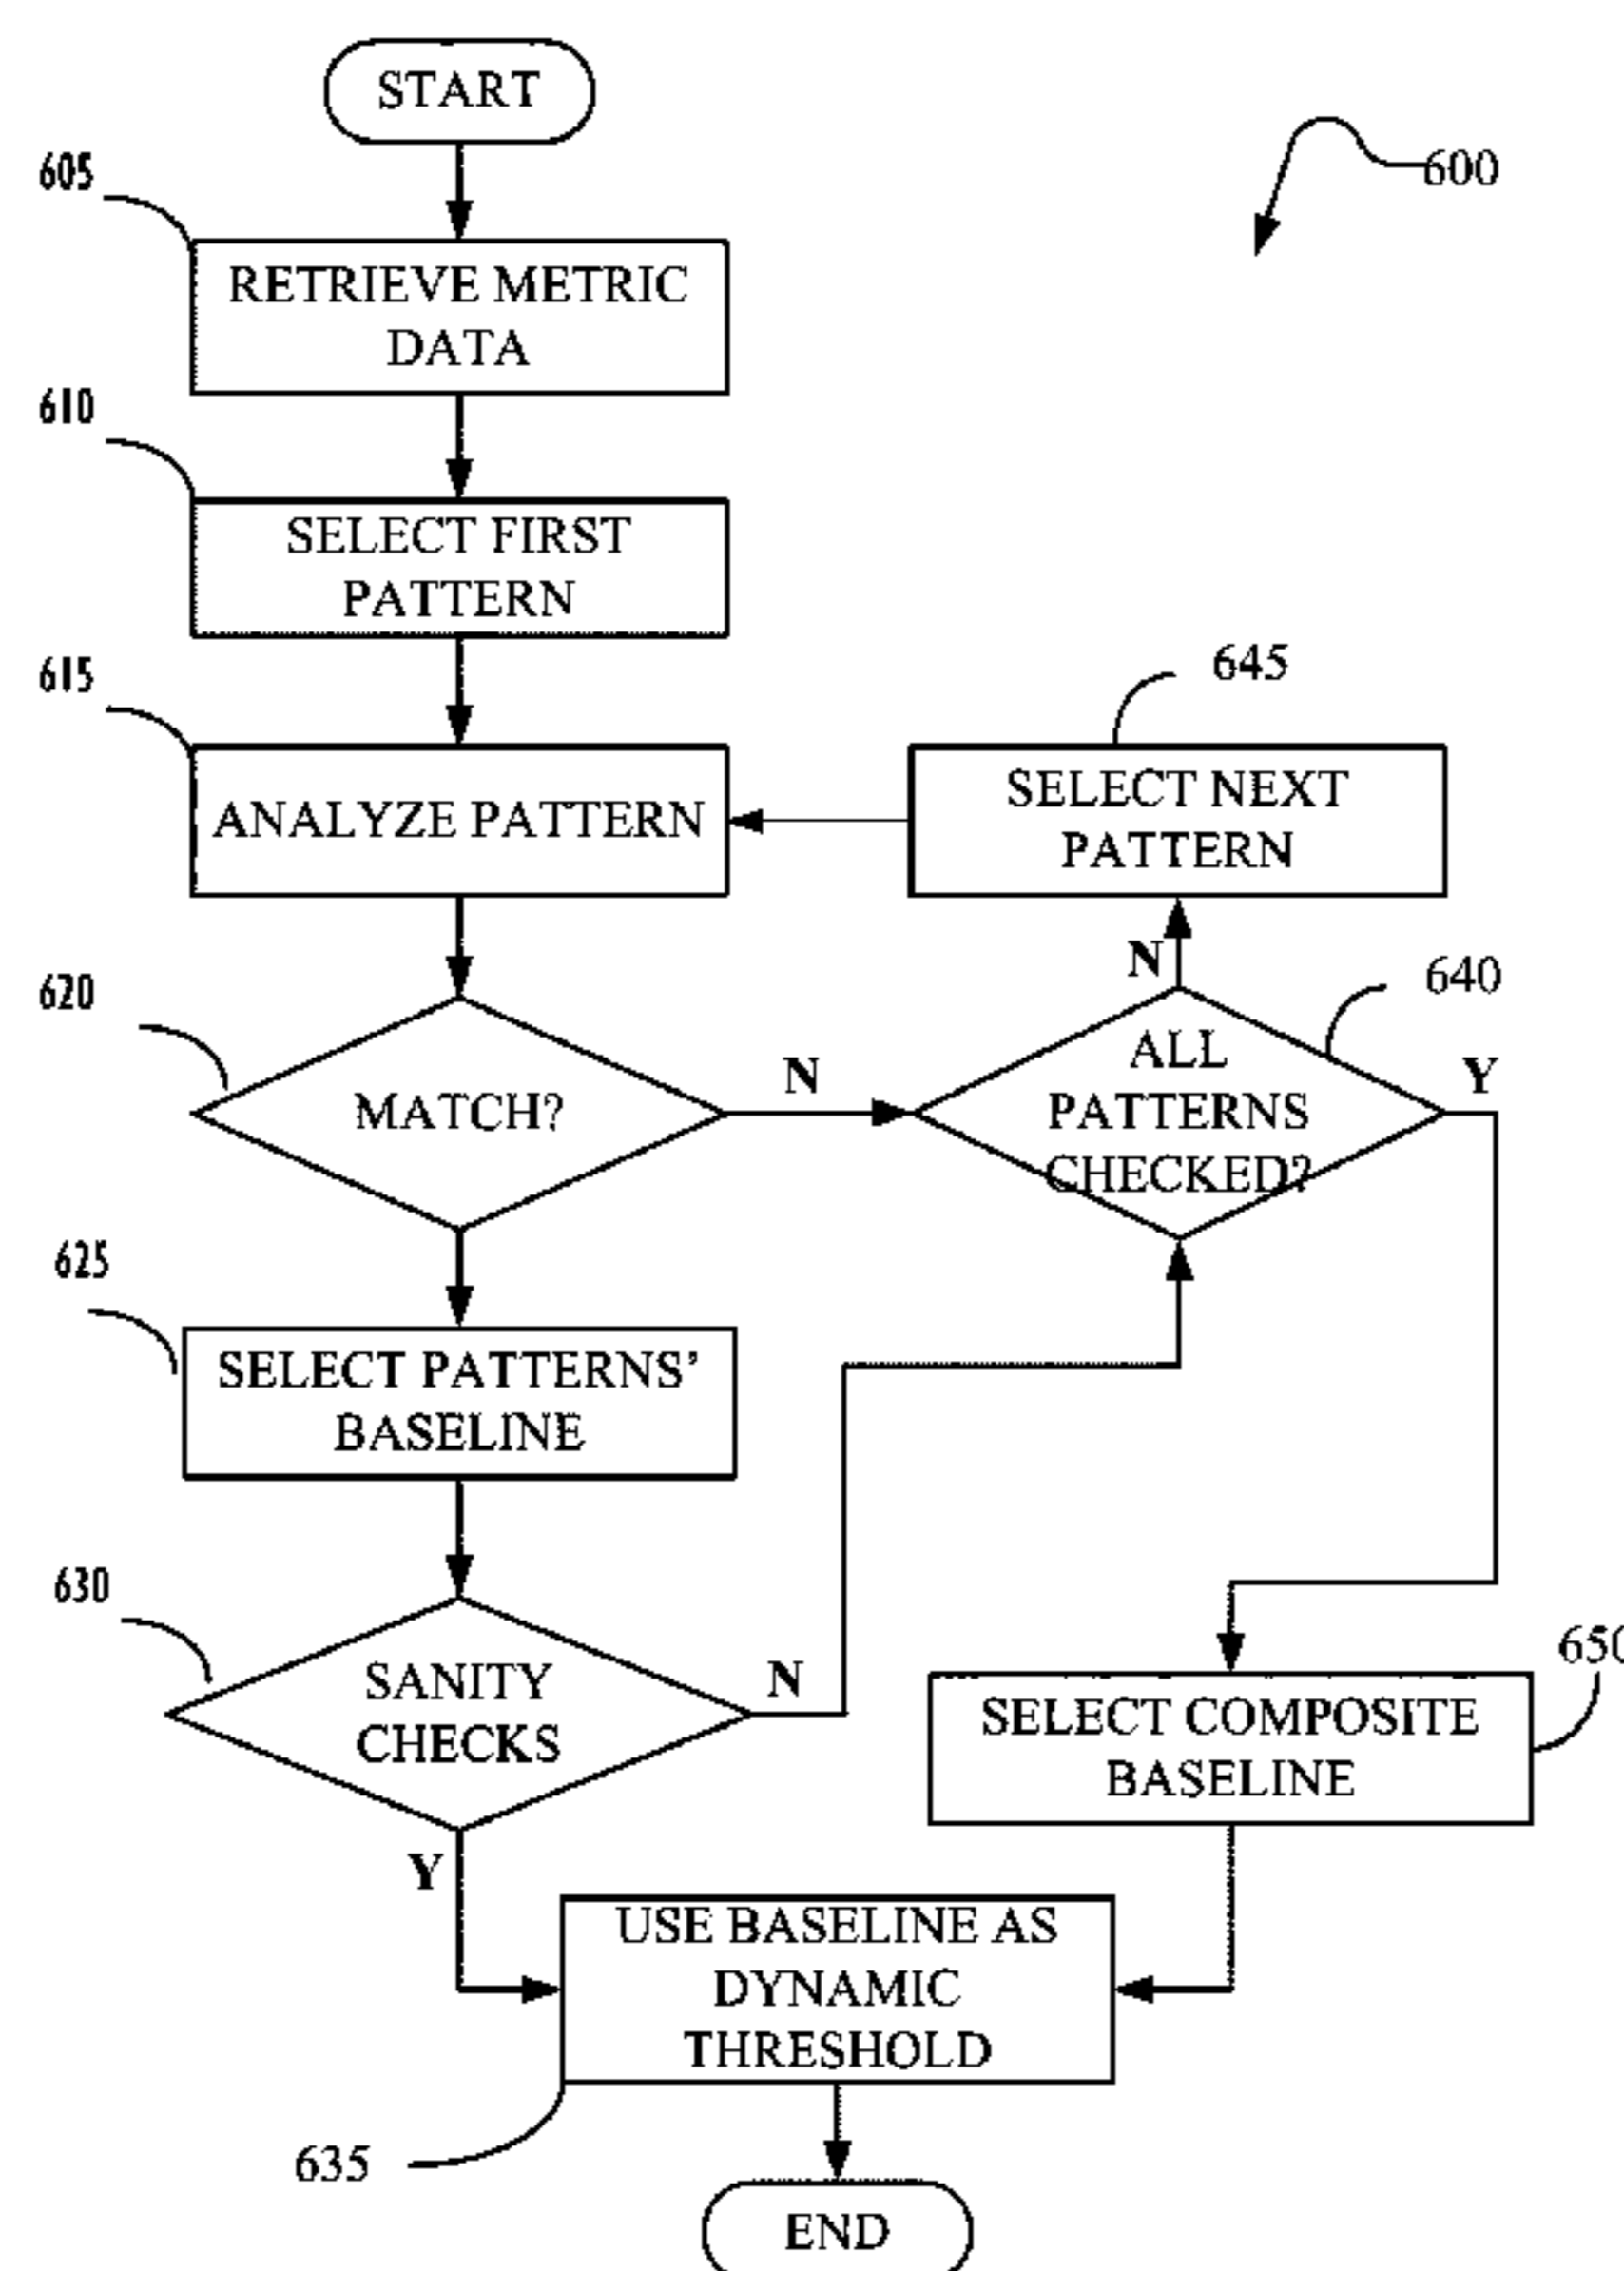 START
600
605
RETRIEVE METRIC
DATA
610
SELECT FIRST
PATTERN
615
ANALYZE PATTERN
645
SELECT NEXT
PATTERN
N
620
MATCH?
N
640
ALL
PATTERNS
CHECKED?
Y
625
SELECT PATTERNS’
BASELINE
630
SANITY
CHECKS
N
Y
650
SELECT COMPOSITE
BASELINE
USE BASELINE AS
DYNAMIC
THRESHOLD
635
END